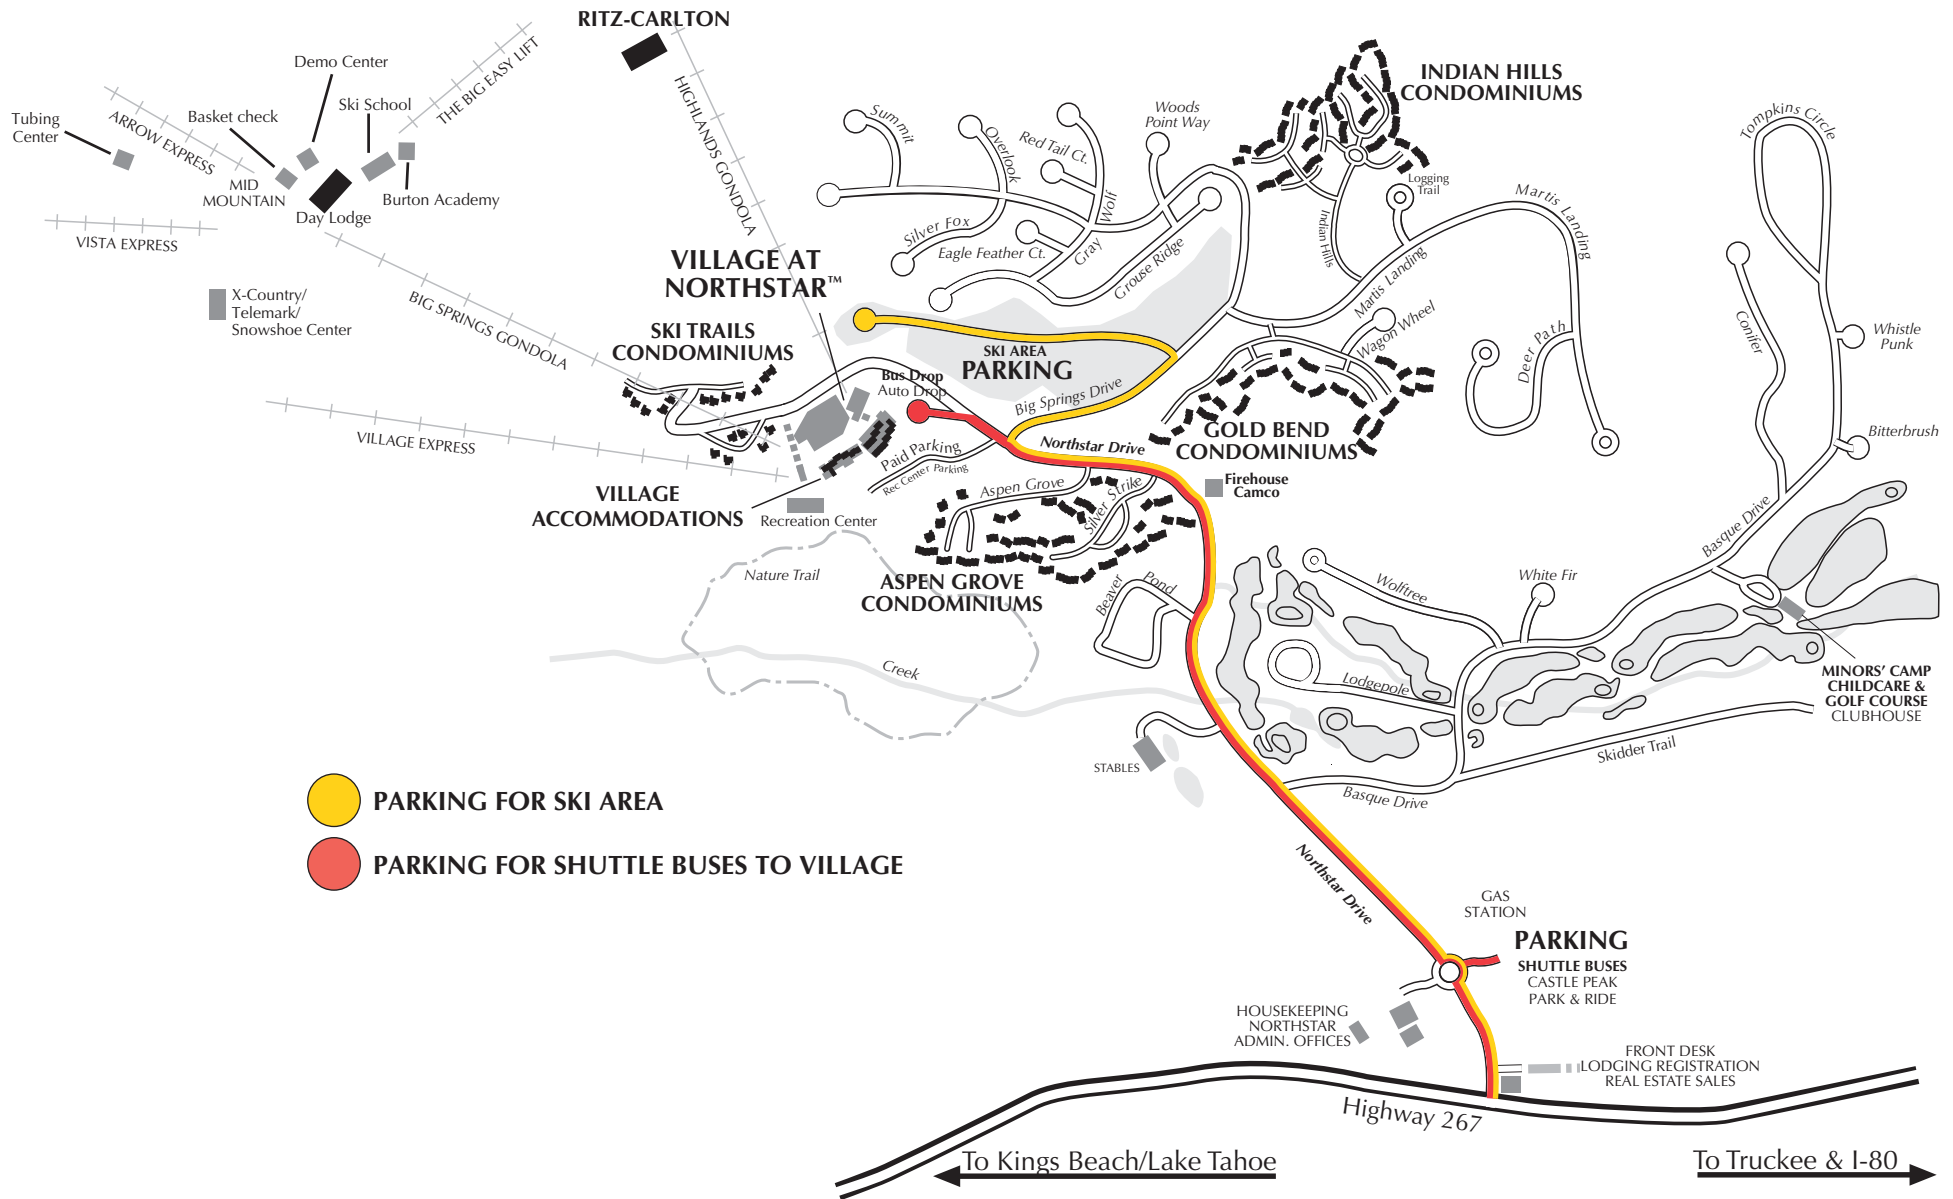 RITZ-CARLTON
Demo Center
THE BIG EASY LIFT
Ski School
Basket check
Tubing
Center
ARROW EXPRESS
MID
MOUNTAIN
Day Lodge
Burton Academy
VISTA EXPRESS
HIGHLANDS GONDOLA
X-Country/
Telemark/
Snowshoe Center
BIG SPRINGS GONDOLA
VILLAGE AT
NORTHSTAR™
SKI TRAILS
CONDOMINIUMS
VILLAGE EXPRESS
VILLAGE
ACCOMMODATIONS
Recreation Center
Summit
Overlook
Red Tail Ct.
Woods
Point Way
Wolf
Silver Fox
Eagle Feather Ct.
Gray
Grouse Ridge
INDIAN HILLS
CONDOMINIUMS
Logging
Trail
Indian Hills
Martis Landing
Martis Landing
Wagon Wheel
Deer Path
Tompkins Circle
Conifer
Whistle
Punk
Bitterbrush
SKI AREA
PARKING
Bus Drop
Auto Drop
Big Springs Drive
Northstar Drive
Paid Parking
Rec Center Parking
GOLD BEND
CONDOMINIUMS
Firehouse
Camco
Aspen Grove
Silver Strike
ASPEN GROVE
CONDOMINIUMS
Nature Trail
Creek
Beaver
Pond
Wolftree
White Fir
Basque Drive
Lodgepole
MINORS’ CAMP
CHILDCARE &
GOLF COURSE
CLUBHOUSE
Skidder Trail
Basque Drive
STABLES
PARKING FOR SKI AREA
PARKING FOR SHUTTLE BUSES TO VILLAGE
Northstar Drive
GAS
STATION
PARKING
SHUTTLE BUSES
CASTLE PEAK
PARK & RIDE
HOUSEKEEPING
NORTHSTAR
ADMIN. OFFICES
FRONT DESK
LODGING REGISTRATION
REAL ESTATE SALES
Highway 267
To Kings Beach/Lake Tahoe
To Truckee & I-80